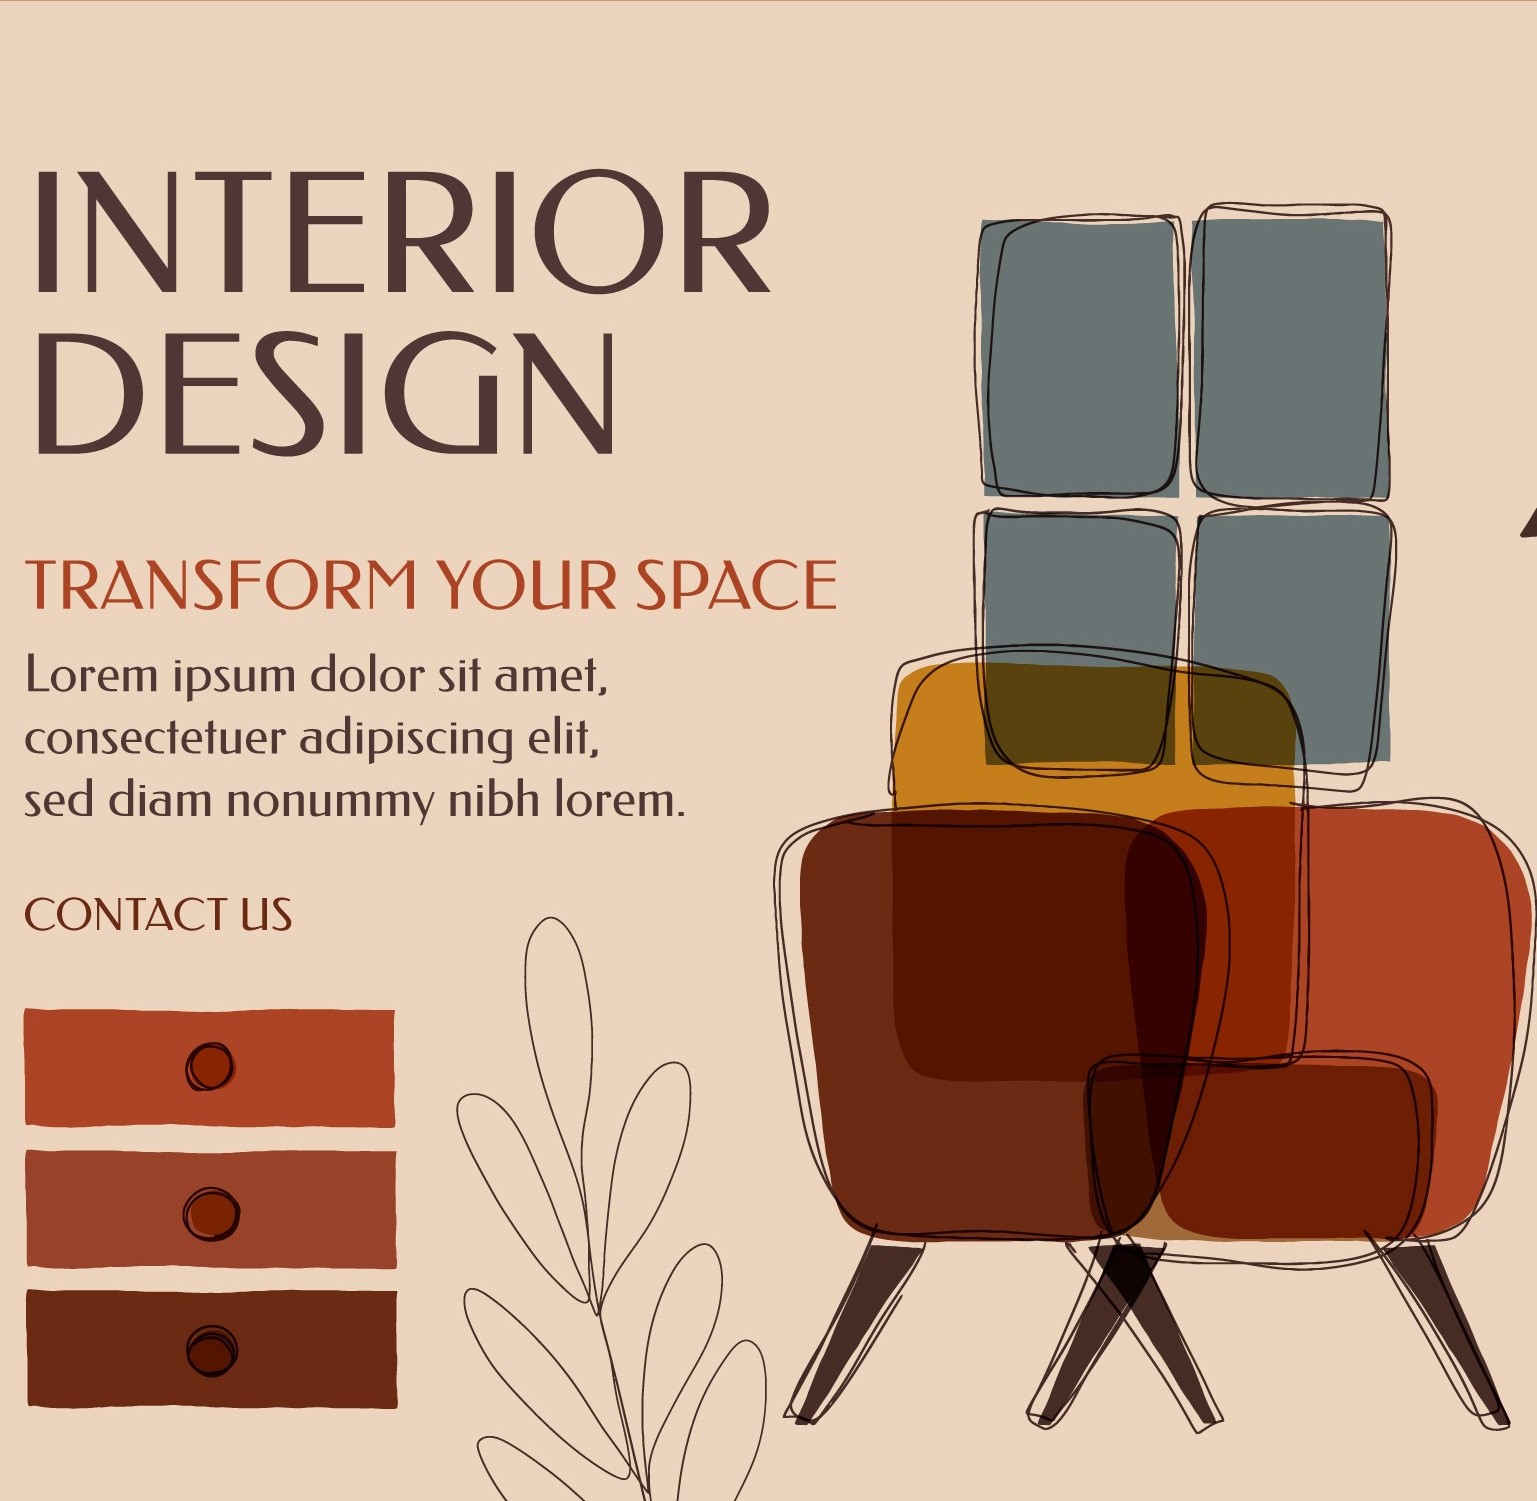 INTERIOR
DESIGN
TRANSFORM YOUR SPACE
Lorem ipsum dolor sit amet,
consectetuer adipiscing elit,
sed diam nonummy nibh lorem.
CONTACT US